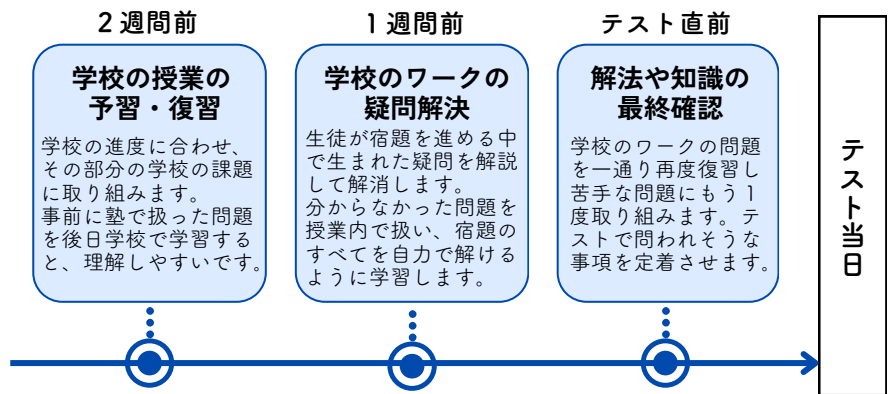 2週間前
学校の授業の
予習・復習
学校の進度に合わせ、
その部分の学校の課題
に取り組みます。
事前に塾で扱った問題
を後日学校で学習する
と、理解しやすいです。
1週間前
学校のワークの
疑問解決
生徒が宿題を進める中
で生まれた疑問を解説
して解消します。
分からなかった問題を
授業内で扱い、宿題の
すべてを自力で解ける
ように学習します。
テスト直前
解法や知識の
最終確認
学校のワークの問題
を一通り再度復習し
苦手な問題にもう1
度取り組みます。テ
ストで問われそうな
事項を定着させます。
テスト当日